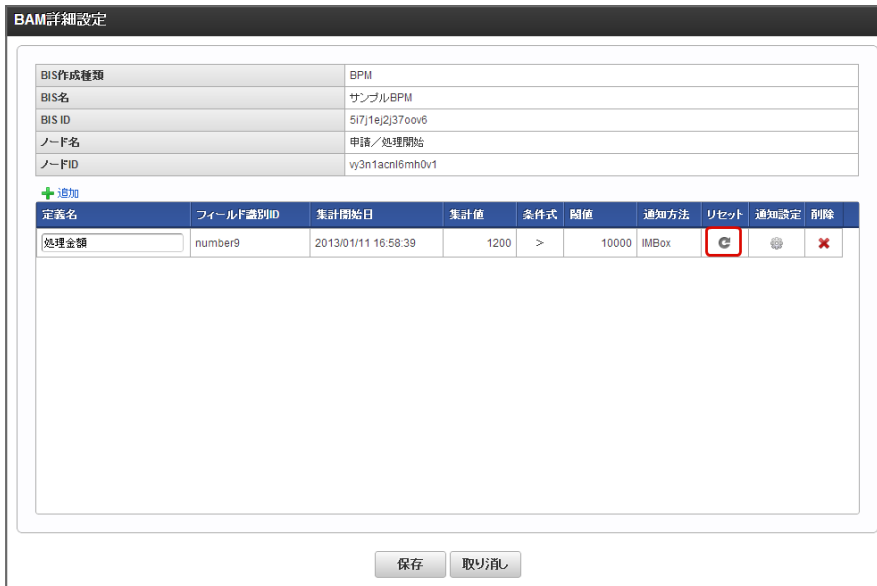 BAM詳細設定
BIS作成種類 BPM
BIS名 サンプルBPM
BIS ID 5i7j1ej2j37oov6
ノード名 申請／処理開始
ノードID vy3n1acnl6mh0v1
追加
定義名 フィールド識別ID 集計開始日 集計値 条件式 閾値 通知方法 リセット 通知設定 削除
処理金額 number9 2013/01/11 16:58:39 1200 > 10000 IMBox
保存 取り消し